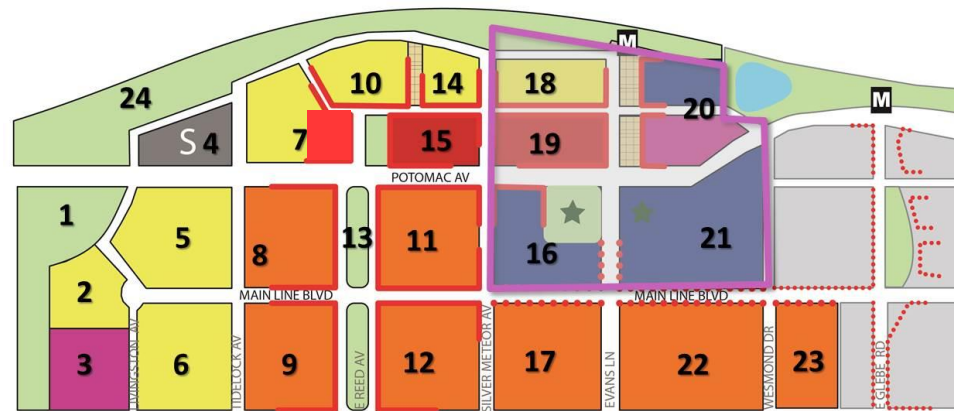 M
24
10
14
18
20
M
S 4
7
15
19
POTOMAC AV
1
5
8
13
11
16
21
2
MAIN LINE BLVD
MAIN LINE BLVD
3
LIVINGSTON AV
6
TIDELOCK AV
9
E REED AV
12
SILVER METEOR AV
17
EVANS LN
22
WESMOND DR
23
E GLEBE RD